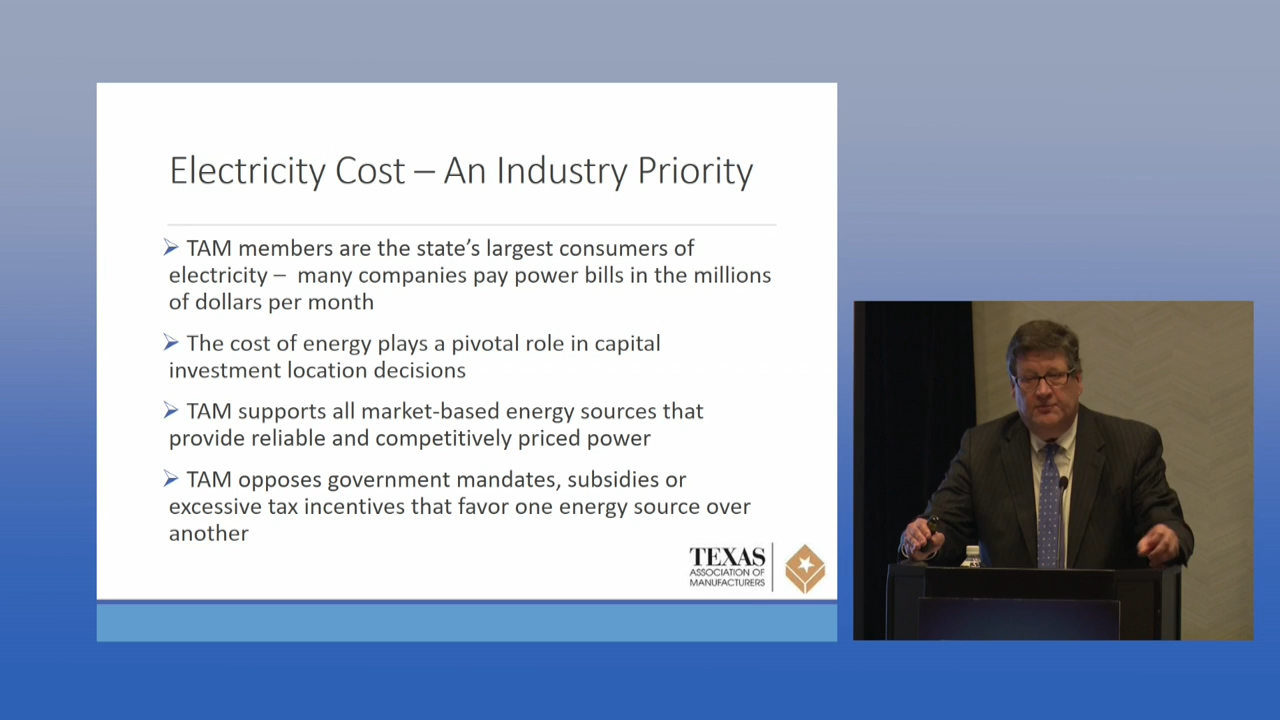 Electricity Cost – An Industry Priority
➢ TAM members are the state's largest consumers of
electricity – many companies pay power bills in the millions
of dollars per month
➢ The cost of energy plays a pivotal role in capital
investment location decisions
➢ TAM supports all market-based energy sources that
provide reliable and competitively priced power
➢ TAM opposes government mandates, subsidies or
excessive tax incentives that favor one energy source over
another
TEXAS
ASSOCIATION OF
MANUFACTURERS